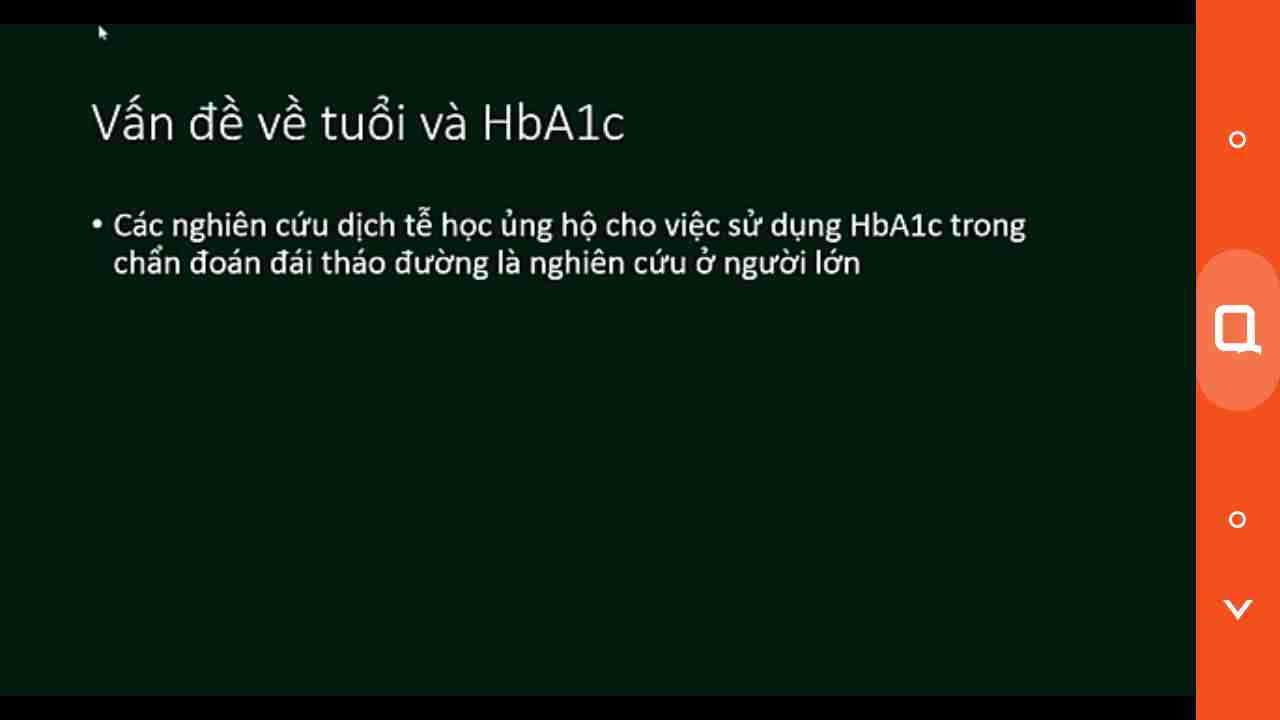 Vấn đề về tuổi và HbA1c
• Các nghiên cứu dịch tễ học ủng hộ cho việc sử dụng HbA1c trong
chẩn đoán đái tháo đường là nghiên cứu ở người lớn